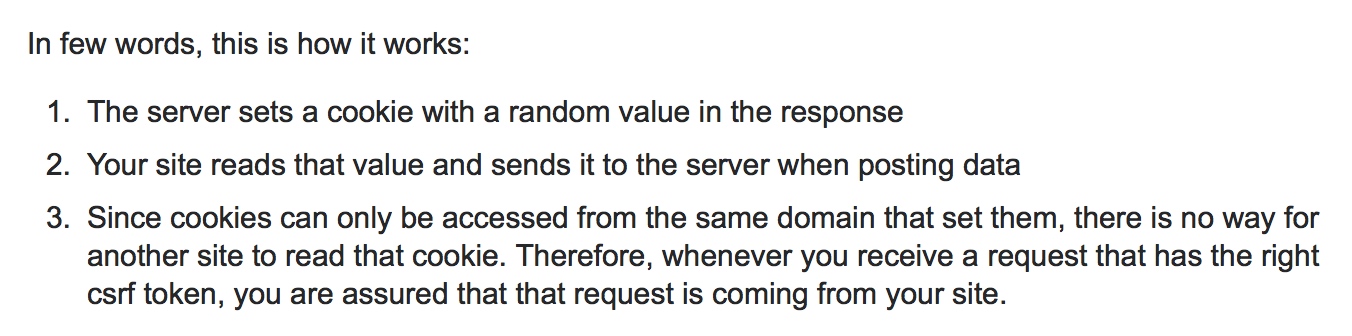 In few words, this is how it works:
1. The server sets a cookie with a random value in the response
2. Your site reads that value and sends it to the server when posting data
3. Since cookies can only be accessed from the same domain that set them, there is no way for
another site to read that cookie. Therefore, whenever you receive a request that has the right
csrf token, you are assured that that request is coming from your site.